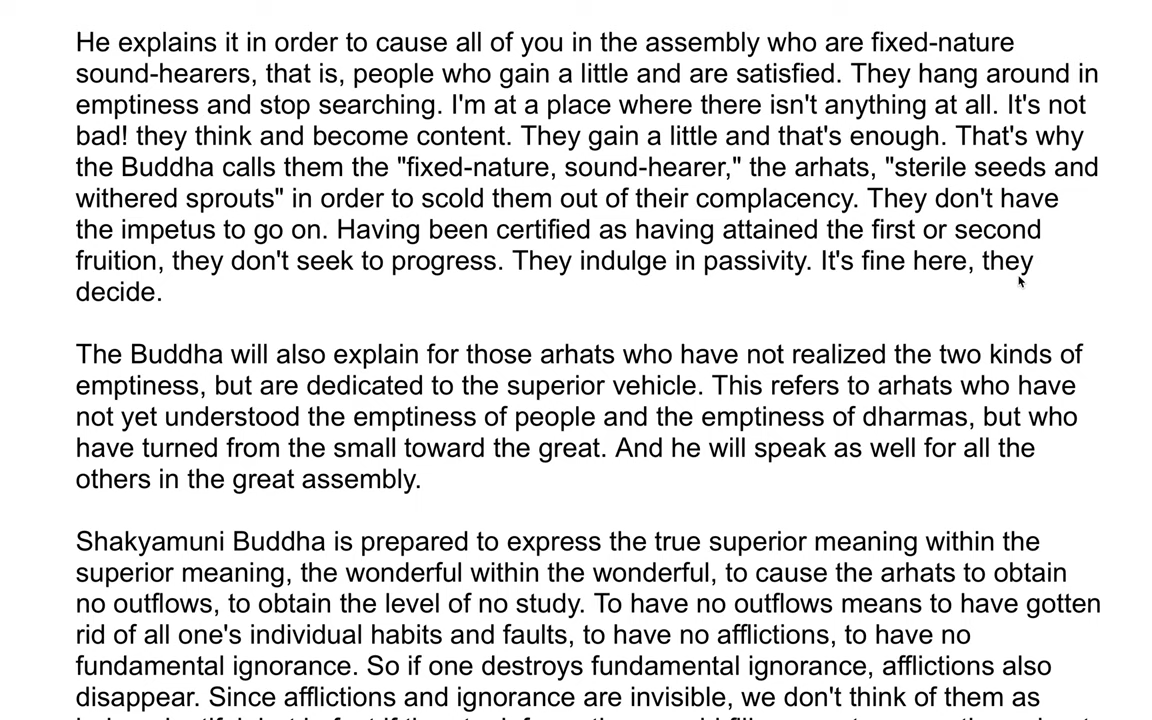 He explains it in order to cause all of you in the assembly who are fixed-nature
sound-hearers, that is, people who gain a little and are satisfied. They hang around in
emptiness and stop searching. I'm at a place where there isn't anything at all. It's not
bad! they think and become content. They gain a little and that's enough. That's why
the Buddha calls them the "fixed-nature, sound-hearer," the arhats, "sterile seeds and
withered sprouts" in order to scold them out of their complacency. They don't have
the impetus to go on. Having been certified as having attained the first or second
fruition, they don't seek to progress. They indulge in passivity. It's fine here, they
decide.
The Buddha will also explain for those arhats who have not realized the two kinds of
emptiness, but are dedicated to the superior vehicle. This refers to arhats who have
not yet understood the emptiness of people and the emptiness of dharmas, but who
have turned from the small toward the great. And he will speak as well for all the
others in the great assembly.
Shakyamuni Buddha is prepared to express the true superior meaning within the
superior meaning, the wonderful within the wonderful, to cause the arhats to obtain
no outflows, to obtain the level of no study. To have no outflows means to have gotten
rid of all one's individual habits and faults, to have no afflictions, to have no
fundamental ignorance. So if one destroys fundamental ignorance, afflictions also
disappear. Since afflictions and ignorance are invisible, we don't think of them as